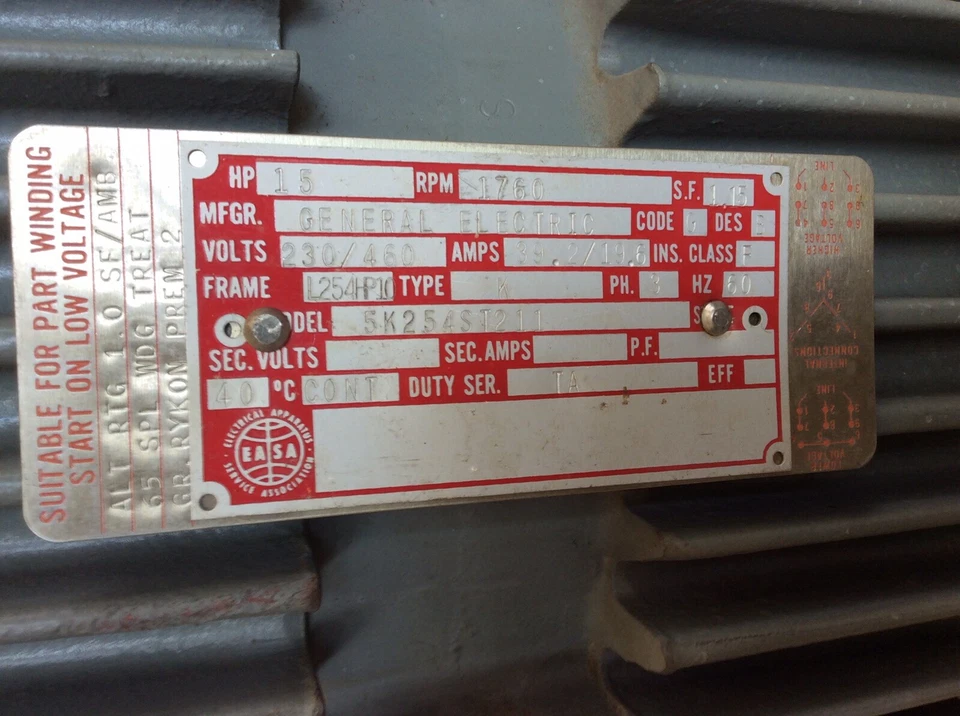 SUITABLE FOR PART WINDING
START ON LOW VOLTAGE
ALT RTG 1.0 SF/AMB
65 SPL WDG TREAT
GR.RYKON PREM 2
HP 15 RPM 1760 S.F. 1.15
MFGR. GENERAL ELECTRIC CODE G DES B
VOLTS 230/460 AMPS 39.2/19.6 INS. CLASS F
FRAME L254HP10 TYPE K PH. 3 HZ 60
MODEL 5K254ST211
SEC. VOLTS SEC. AMPS P.F.
40 °C CONT DUTY SER. TA EFF
ELECTRICAL APPARATUS
EASA
SERVICE ASSOCIATION
LINE
HIGHER
VOLTAGE
INTERNAL
CONNECTIONS
LINE
VOLTAGE